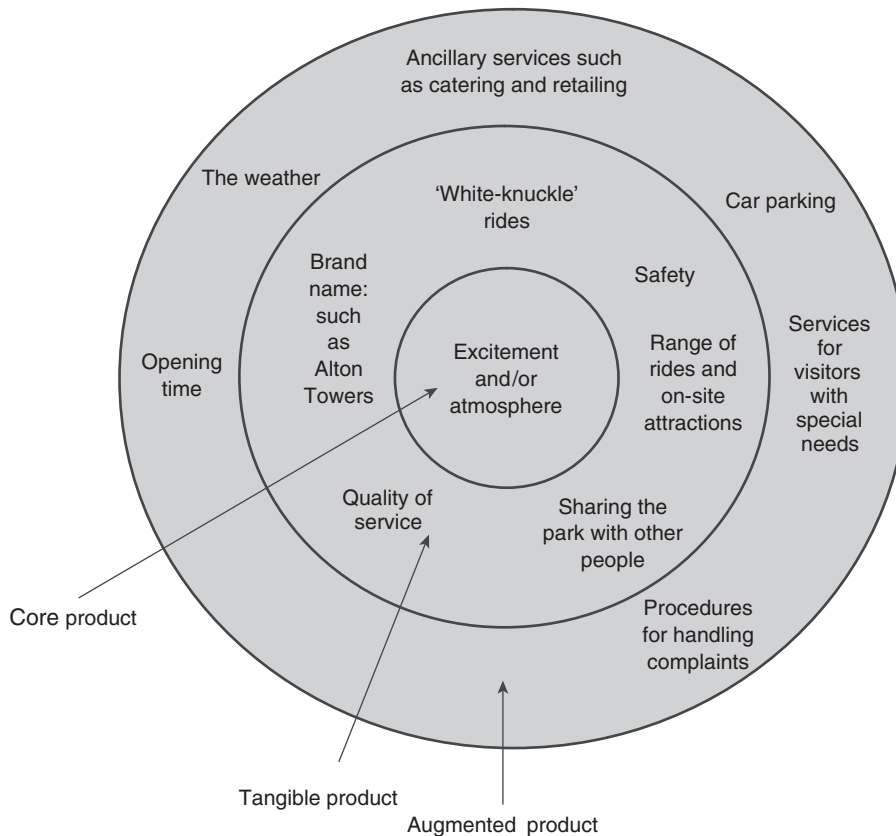 Ancillary services such
as catering and retailing
The weather
'White-knuckle'
rides
Car parking
Brand
name:
such
as
Alton
Towers
Safety
Opening
time
Excitement
and/or
atmosphere
Range of
rides and
on-site
attractions
Services
for
visitors
with
special
needs
Quality of
service
Sharing the
park with other
people
Core product
Procedures
for handling
complaints
Tangible product
Augmented product